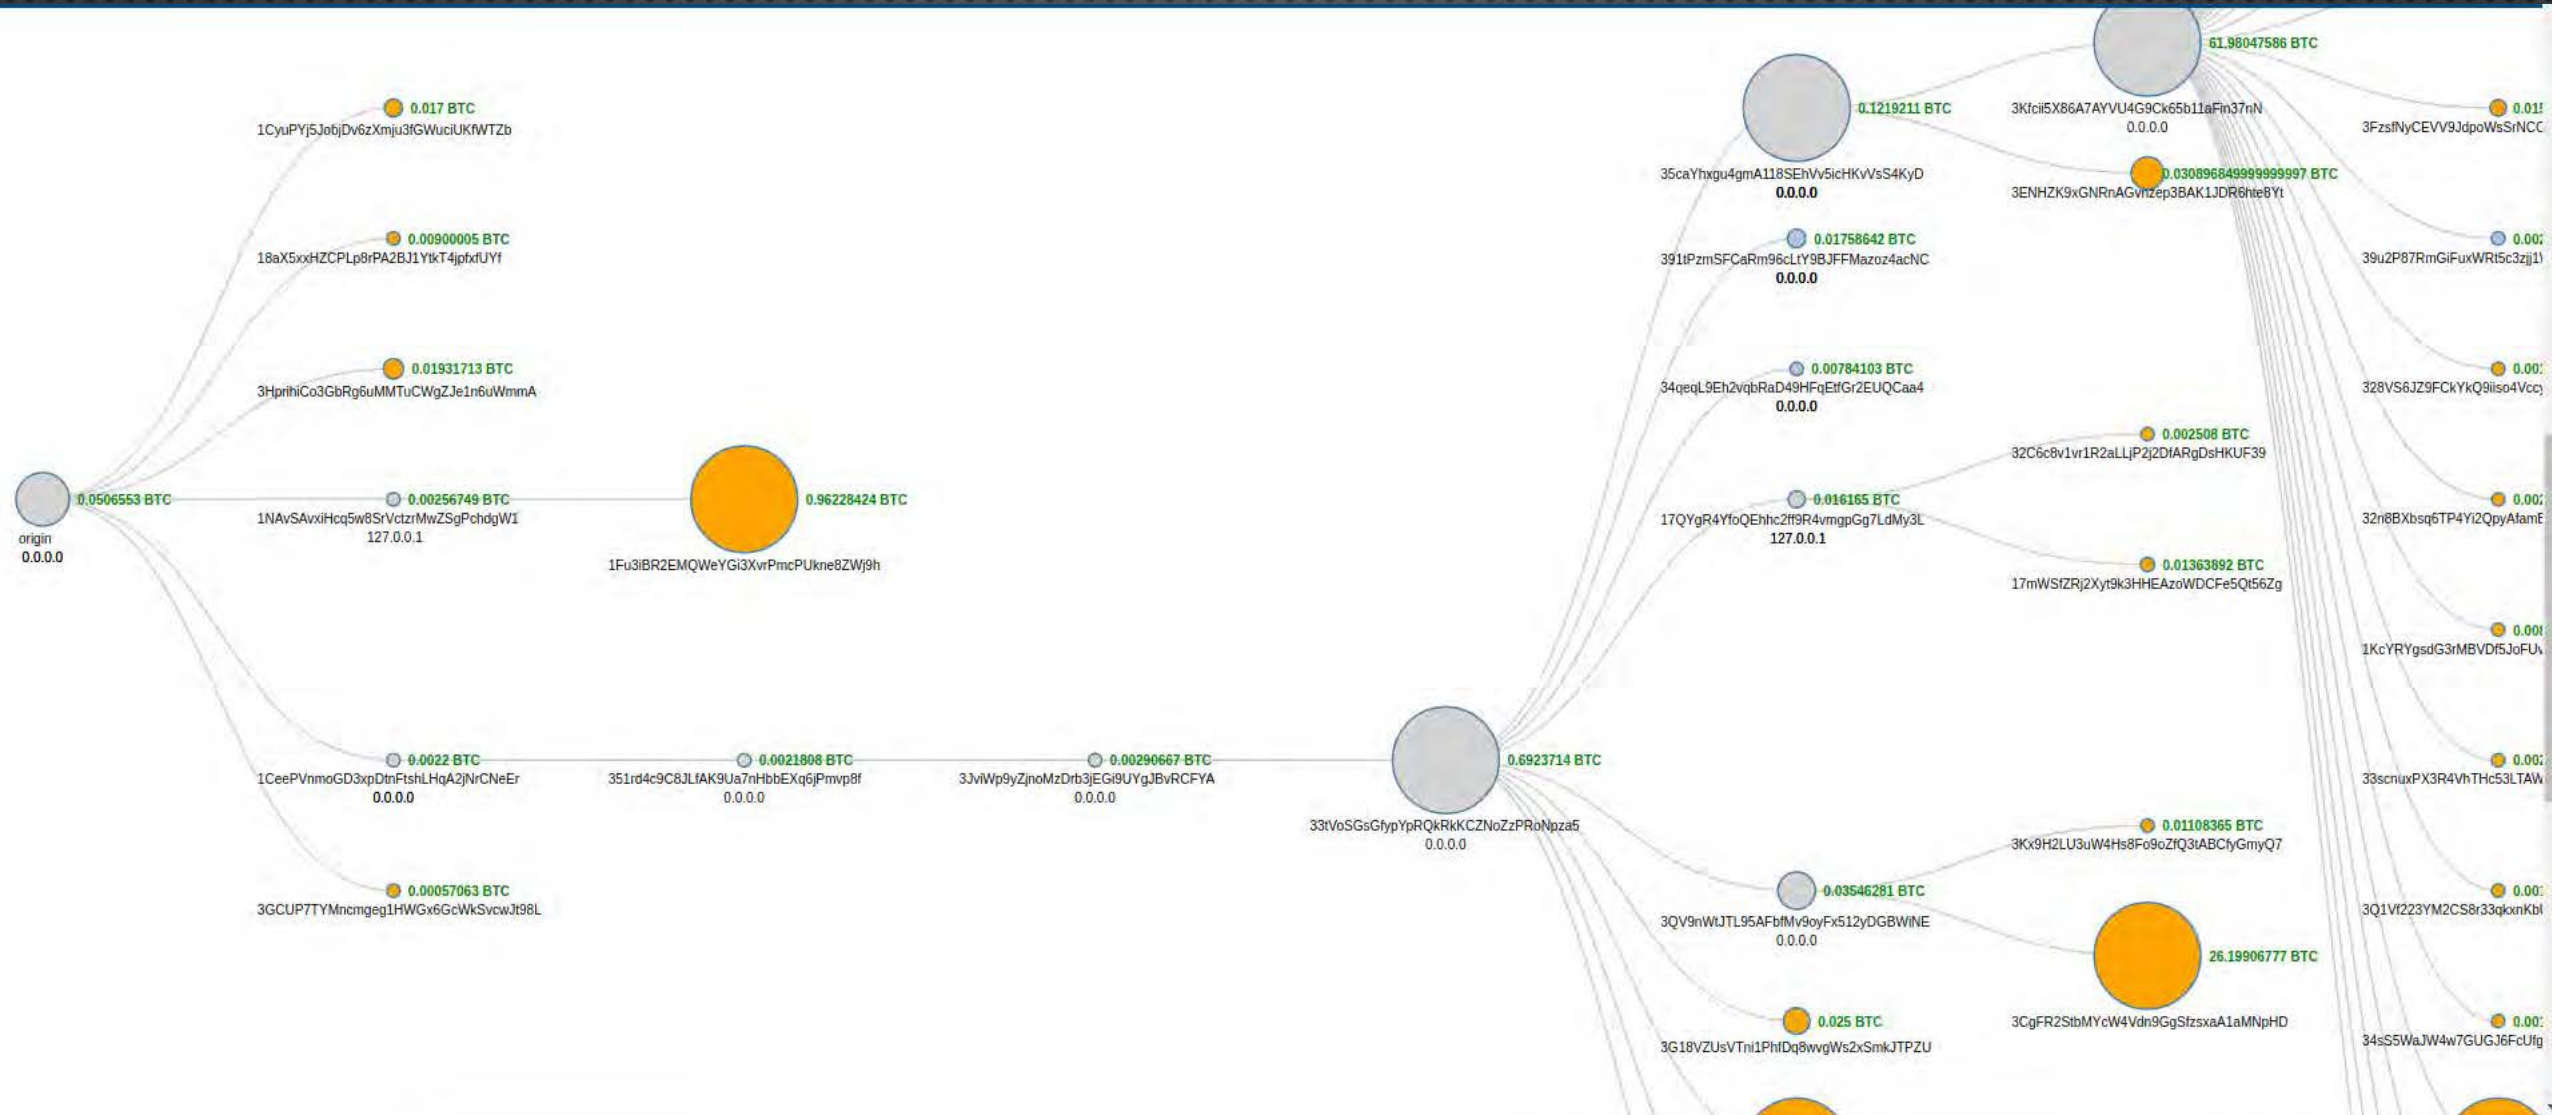 61.98047586 BTC
3Kfcii5X86A7AYVU4G9Ck65b11aFin37nN
0.0.0.0
0.017 BTC
1CyuPYj5JobjDv6zXmju3fGWuciUKfWTZb
0.1219211 BTC
35caYhxgu4gmA118SEhVv5icHKvVsS4KyD
0.0.0.0
0.030896849999999997 BTC
3ENHZK9xGNRnAGvhzep3BAK1JDR6hte8Yt
0.00900005 BTC
18aX5xxHZCPLp8rPA2BJ1YtkT4jpfxfUYf
0.01758642 BTC
391tPzmSFCaRm96cLtY9BJFFMazoz4acNC
0.0.0.0
0.01931713 BTC
3HprihiCo3GbRg6uMMTuCWgZJe1n6uWmmA
0.00784103 BTC
34qeqL9Eh2vqbRaD49HFqEtfGr2EUQCaa4
0.0.0.0
0.002508 BTC
32C6c8v1vr1R2aLLjP2j2DfARgDsHKUF39
0.0506553 BTC
origin
0.0.0.0
0.00256749 BTC
1NAvSAvxiHcq5w8SrVctzrMwZSgPchdgW1
127.0.0.1
0.96228424 BTC
1Fu3iBR2EMQWeYGi3XvrPmcPUkne8ZWj9h
0.016165 BTC
17QYgR4YfoQEhhc2ff9R4vmgpGg7LdMy3L
127.0.0.1
0.01363892 BTC
17mWSfZRj2Xyt9k3HHEAzoWDCFe5Qt56Zg
0.0022 BTC
1CeePVnmoGD3xpDtnFtshLHqA2jNrCNeEr
0.0.0.0
0.0021808 BTC
351rd4c9C8JLfAK9Ua7nHbbEXq6jPmvp8f
0.0.0.0
0.00290667 BTC
3JviWp9yZjnoMzDrb3jEGi9UYgJBvRCFYA
0.0.0.0
0.6923714 BTC
33tVoSGsGfypYpRQkRkKCZNoZzPRoNpza5
0.0.0.0
0.01108365 BTC
3Kx9H2LU3uW4Hs8Fo9oZfQ3tABCfyGmyQ7
0.00057063 BTC
3GCUP7TYMncmgeg1HWGx6GcWkSvcwJt98L
0.03546281 BTC
3QV9nWtJTL95AFbfMv9oyFx512yDGBWiNE
0.0.0.0
26.19906777 BTC
3CgFR2StbMYcW4Vdn9GgSfzsxaA1aMNpHD
0.025 BTC
3G18VZUsVTni1PhfDq8wvgWs2xSmkJTPZU